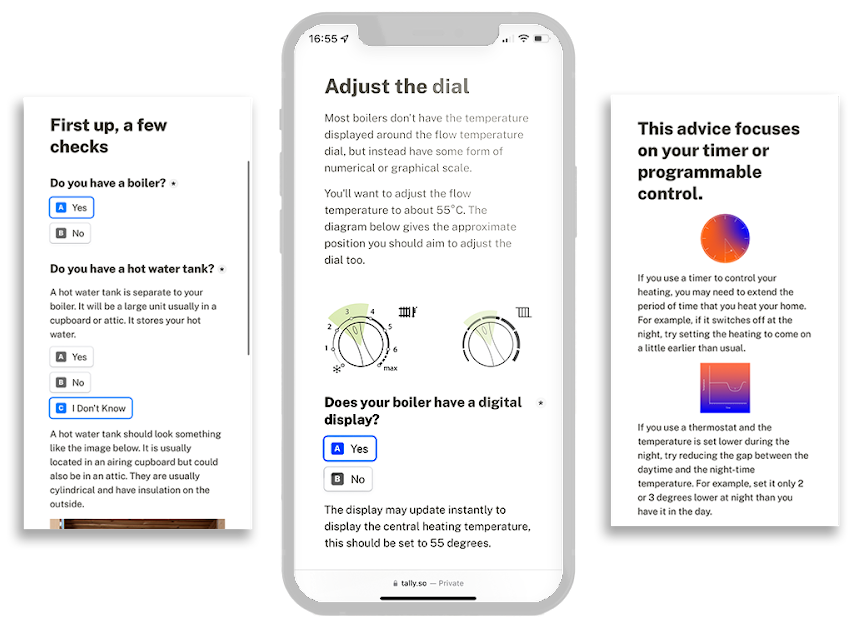 First up, a few
checks
Do you have a boiler? *
A Yes
B No
Do you have a hot water tank? *
A hot water tank is separate to your
boiler. It will be a large unit usually in a
cupboard or attic. It stores your hot
water.
A Yes
B No
C I Don't Know
A hot water tank should look something
like the image below. It is usually
located in an airing cupboard but could
also be in an attic. They are usually
cylindrical and have insulation on the
outside.
16:55
Adjust the dial
Most boilers don't have the temperature
displayed around the flow temperature
dial, but instead have some form of
numerical or graphical scale.
You'll want to adjust the flow
temperature to about 55°C. The
diagram below gives the approximate
position you should aim to adjust the
dial too.
1 2 3 4 5 6 max
Does your boiler have a digital *
display?
A Yes
B No
The display may update instantly to
display the central heating temperature,
this should be set to 55 degrees.
tally.so — Private
This advice focuses
on your timer or
programmable
control.
If you use a timer to control your
heating, you may need to extend the
period of time that you heat your home.
For example, if it switches off at the
night, try setting the heating to come on
a little earlier than usual.
If you use a thermostat and the
temperature is set lower during the
night, try reducing the gap between the
daytime and the night-time
temperature. For example, set it only 2
or 3 degrees lower at night than you
have it in the day.